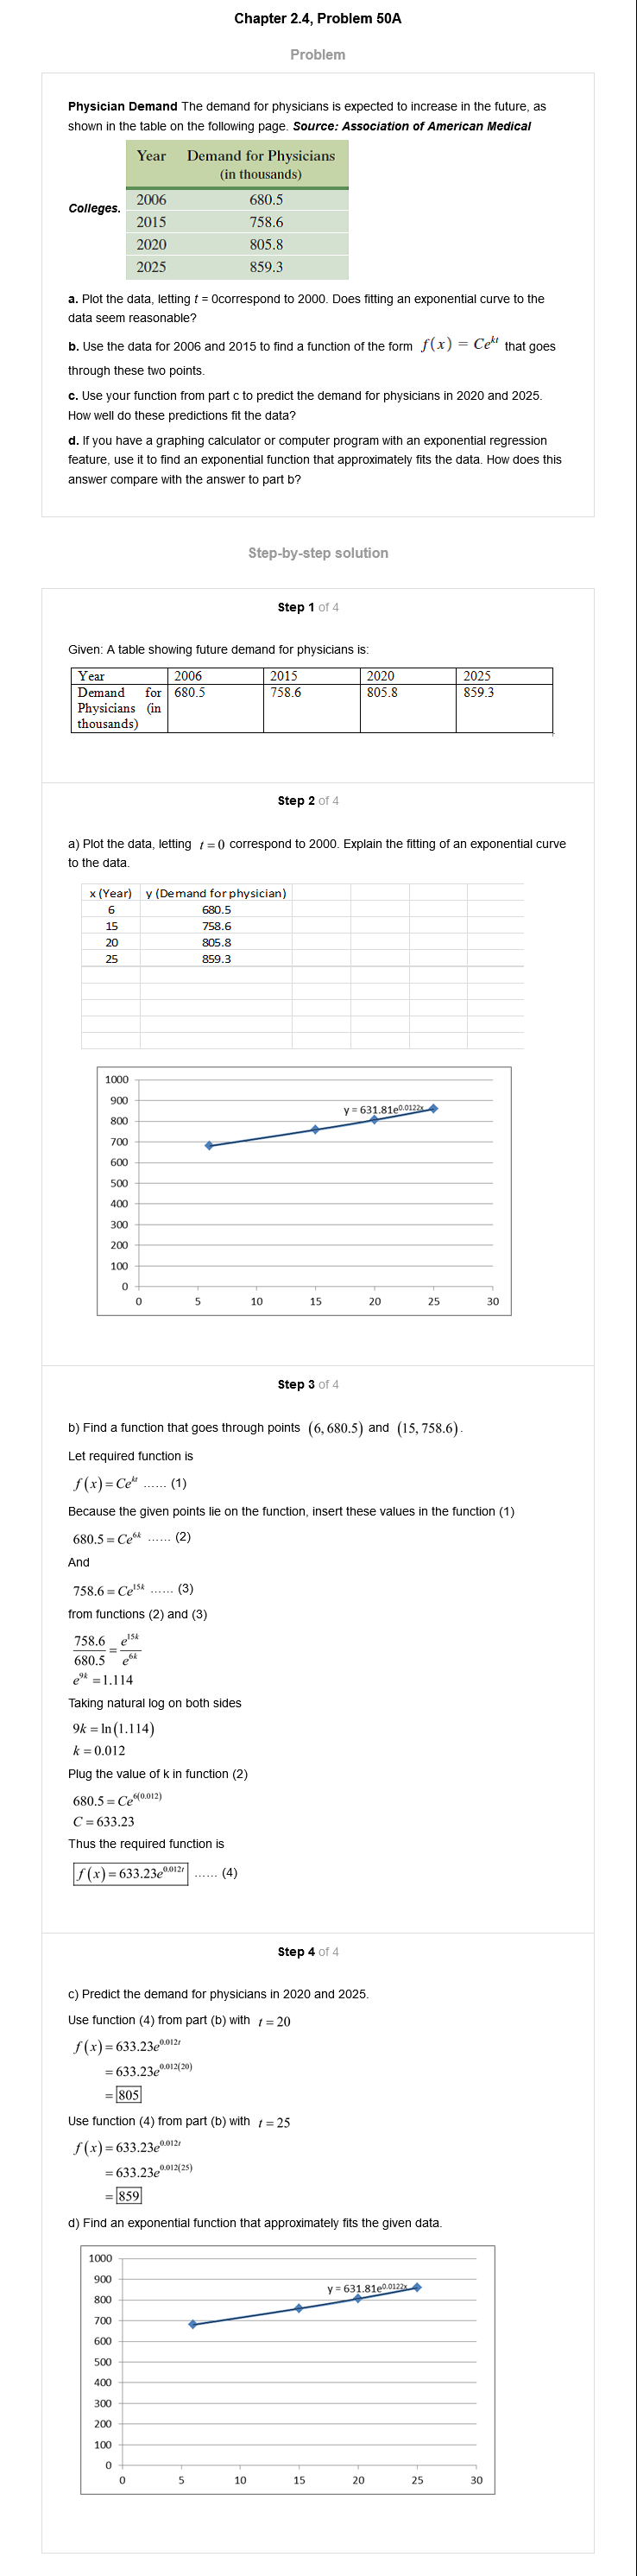 Chapter 2.4, Problem 50A
Problem
Physician Demand The demand for physicians is expected to increase in the future, as
shown in the table on the following page. Source: Association of American Medical
Colleges.
Year Demand for Physicians
(in thousands)
2006 680.5
2015 758.6
2020 805.8
2025 859.3
a. Plot the data, letting t = 0correspond to 2000. Does fitting an exponential curve to the
data seem reasonable?
b. Use the data for 2006 and 2015 to find a function of the form f(x) = Ce^{kt} that goes
through these two points.
c. Use your function from part c to predict the demand for physicians in 2020 and 2025.
How well do these predictions fit the data?
d. If you have a graphing calculator or computer program with an exponential regression
feature, use it to find an exponential function that approximately fits the data. How does this
answer compare with the answer to part b?
Step-by-step solution
Step 1 of 4
Given: A table showing future demand for physicians is:
Year 2006 2015 2020 2025
Demand for 680.5 758.6 805.8 859.3
Physicians (in
thousands)
Step 2 of 4
a) Plot the data, letting t = 0 correspond to 2000. Explain the fitting of an exponential curve
to the data.
x (Year) y (Demand for physician)
6 680.5
15 758.6
20 805.8
25 859.3
1000
900
y = 631.81e^{0.0122x}
800
700
600
500
400
300
200
100
0
0 5 10 15 20 25 30
Step 3 of 4
b) Find a function that goes through points (6, 680.5) and (15, 758.6).
Let required function is
f(x) = Ce^{kt} ...... (1)
Because the given points lie on the function, insert these values in the function (1)
680.5 = Ce^{6k} ...... (2)
And
758.6 = Ce^{15k} ...... (3)
from functions (2) and (3)
758.6/680.5 = e^{15k}/e^{6k}
e^{9k} = 1.114
Taking natural log on both sides
9k = ln(1.114)
k = 0.012
Plug the value of k in function (2)
680.5 = Ce^{6(0.012)}
C = 633.23
Thus the required function is
f(x) = 633.23e^{0.012t} ...... (4)
Step 4 of 4
c) Predict the demand for physicians in 2020 and 2025.
Use function (4) from part (b) with t = 20
f(x) = 633.23e^{0.012t}
= 633.23e^{0.012(20)}
= 805
Use function (4) from part (b) with t = 25
f(x) = 633.23e^{0.012t}
= 633.23e^{0.012(25)}
= 859
d) Find an exponential function that approximately fits the given data.
1000
900
y = 631.81e^{0.0122x}
800
700
600
500
400
300
200
100
0
0 5 10 15 20 25 30